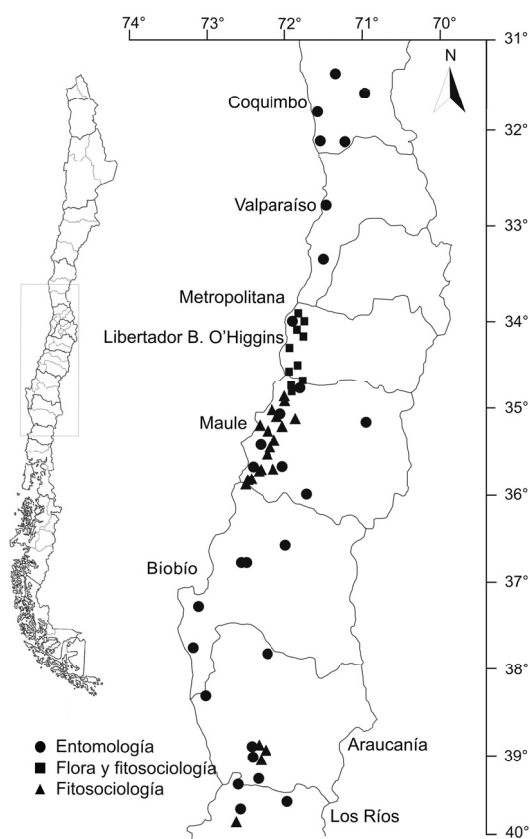 74° 73° 72° 71° 70°
31°
N
Coquimbo
32°
Valparaíso
33°
Metropolitana
34°
Libertador B. O'Higgins
35°
Maule
36°
Biobío
37°
38°
Entomología
Araucanía
Flora y fitosociología
39°
Fitosociología
Los Ríos
40°